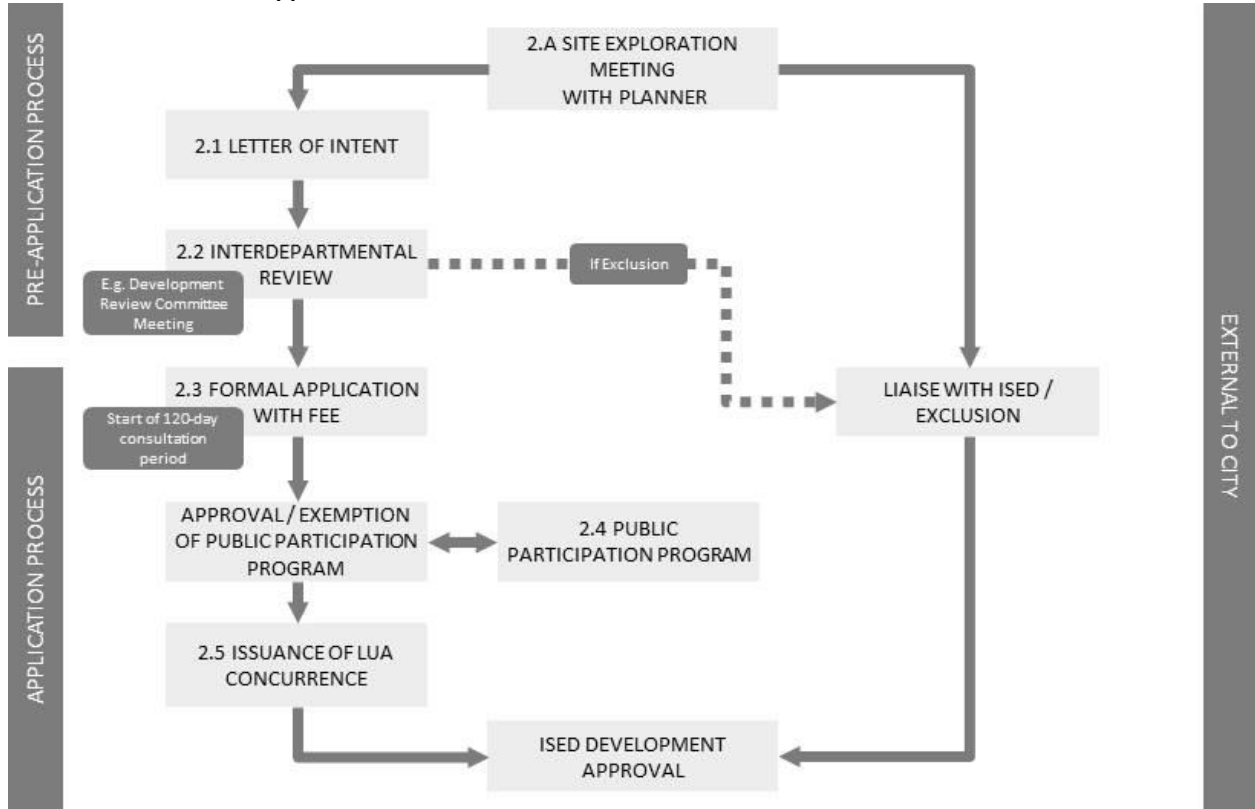 PRE-APPLICATION PROCESS
2.A SITE EXPLORATION
MEETING
WITH PLANNER
2.1 LETTER OF INTENT
2.2 INTERDEPARTMENTAL
REVIEW
E.g. Development
Review Committee
Meeting
If Exclusion
EXTERNAL TO CITY
APPLICATION PROCESS
2.3 FORMAL APPLICATION
WITH FEE
Start of 120-day
consultation
period
LIAISE WITH ISED /
EXCLUSION
APPROVAL / EXEMPTION
OF PUBLIC PARTICIPATION
PROGRAM
2.4 PUBLIC
PARTICIPATION PROGRAM
2.5 ISSUANCE OF LUA
CONCURRENCE
ISED DEVELOPMENT
APPROVAL